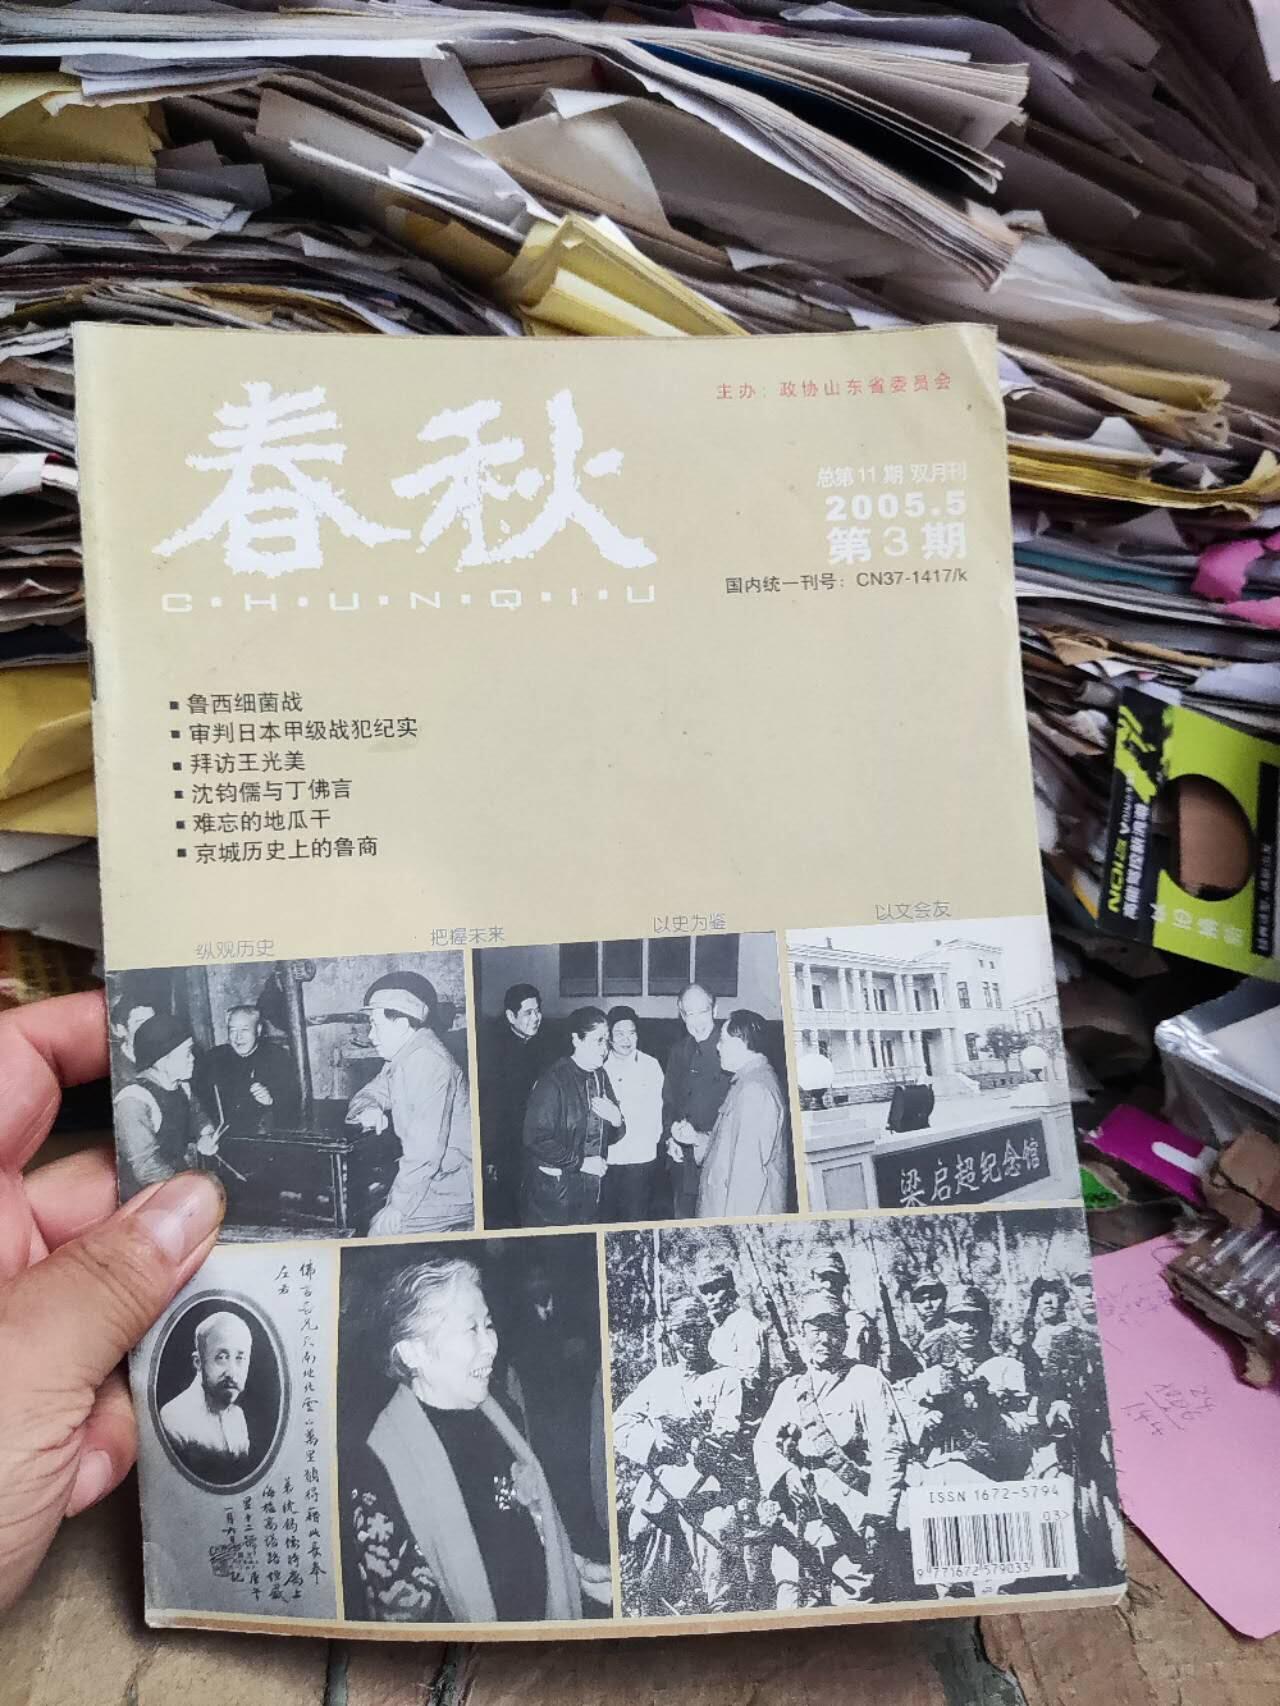 主办：政协山东省委员会
春秋
C·H·U·N·Q·I·U
总第11期 双月刊
2005.5
第3期
国内统一刊号：CN37-1417/k
■ 鲁西细菌战
■ 审判日本甲级战犯纪实
■ 拜访王光美
■ 沈钧儒与丁佛言
■ 难忘的地瓜干
■ 京城历史上的鲁商
纵观历史
把握未来
以史为鉴
以文会友
梁启超纪念馆
ISSN 1672-5794
03>
9 771672 579033